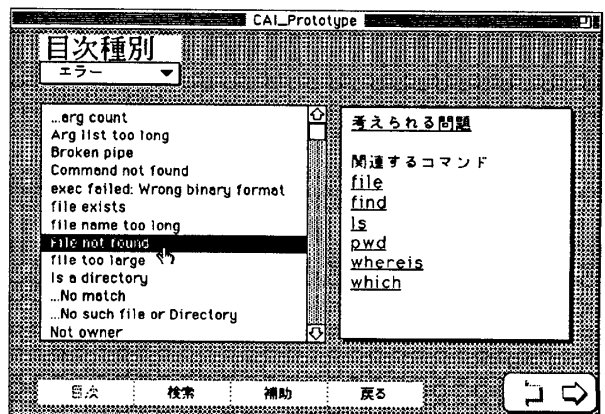 CAI_Prototype
目次種別
エラー
...arg count
Arg list too long
Broken pipe
Command not found
exec failed: Wrong binary format
file exists
file name too long
File not found
file too large
Is a directory
...No match
...No such file or Directory
Not owner
考えられる問題
関連するコマンド
file
find
ls
pwd
whereis
which
目次
検索
補助
戻る